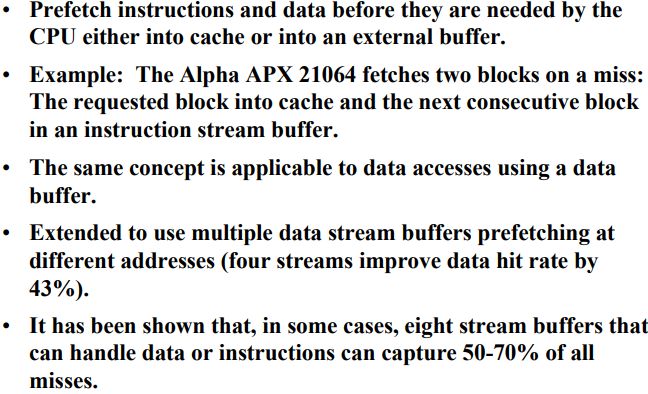 • Prefetch instructions and data before they are needed by the
CPU either into cache or into an external buffer.
• Example:  The Alpha APX 21064 fetches two blocks on a miss:
The requested block into cache and the next consecutive block
in an instruction stream buffer.
• The same concept is applicable to data accesses using a data
buffer.
• Extended to use multiple data stream buffers prefetching at
different addresses (four streams improve data hit rate by
43%).
• It has been shown that, in some cases, eight stream buffers that
can handle data or instructions can capture 50-70% of all
misses.